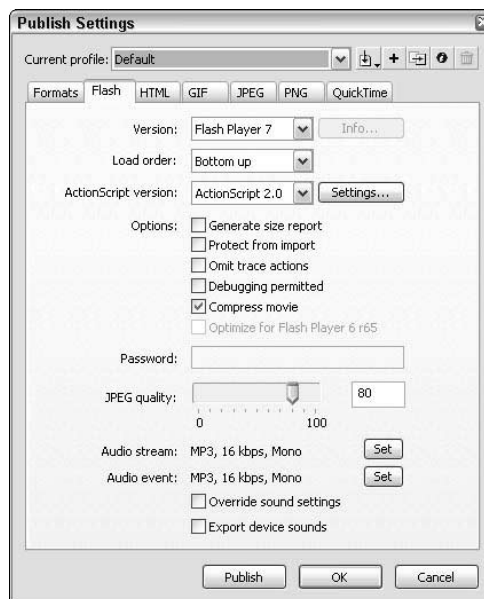 Publish Settings
Current profile: Default
Formats Flash HTML GIF JPEG PNG QuickTime
Version: Flash Player 7 Info...
Load order: Bottom up
ActionScript version: ActionScript 2.0 Settings...
Options: Generate size report
Protect from import
Omit trace actions
Debugging permitted
Compress movie
Optimize for Flash Player 6 r65
Password:
JPEG quality: 80
0 100
Audio stream: MP3, 16 kbps, Mono Set
Audio event: MP3, 16 kbps, Mono Set
Override sound settings
Export device sounds
Publish OK Cancel